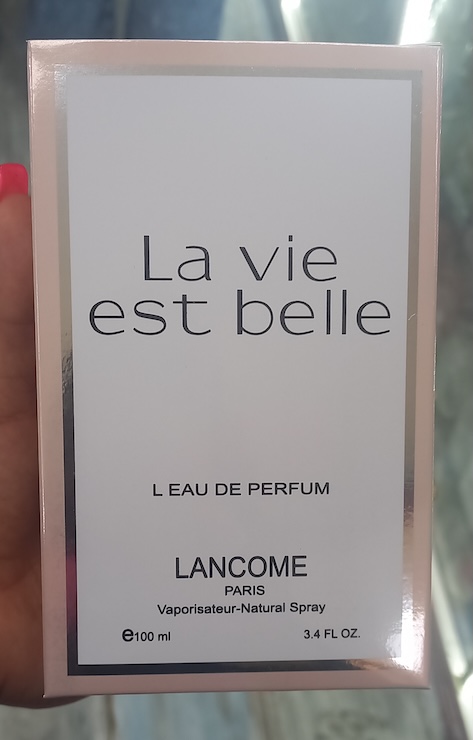 La vie
est belle
L EAU DE PERFUM
LANCOME
PARIS
Vaporisateur-Natural Spray
e100 ml 3.4 FL OZ.